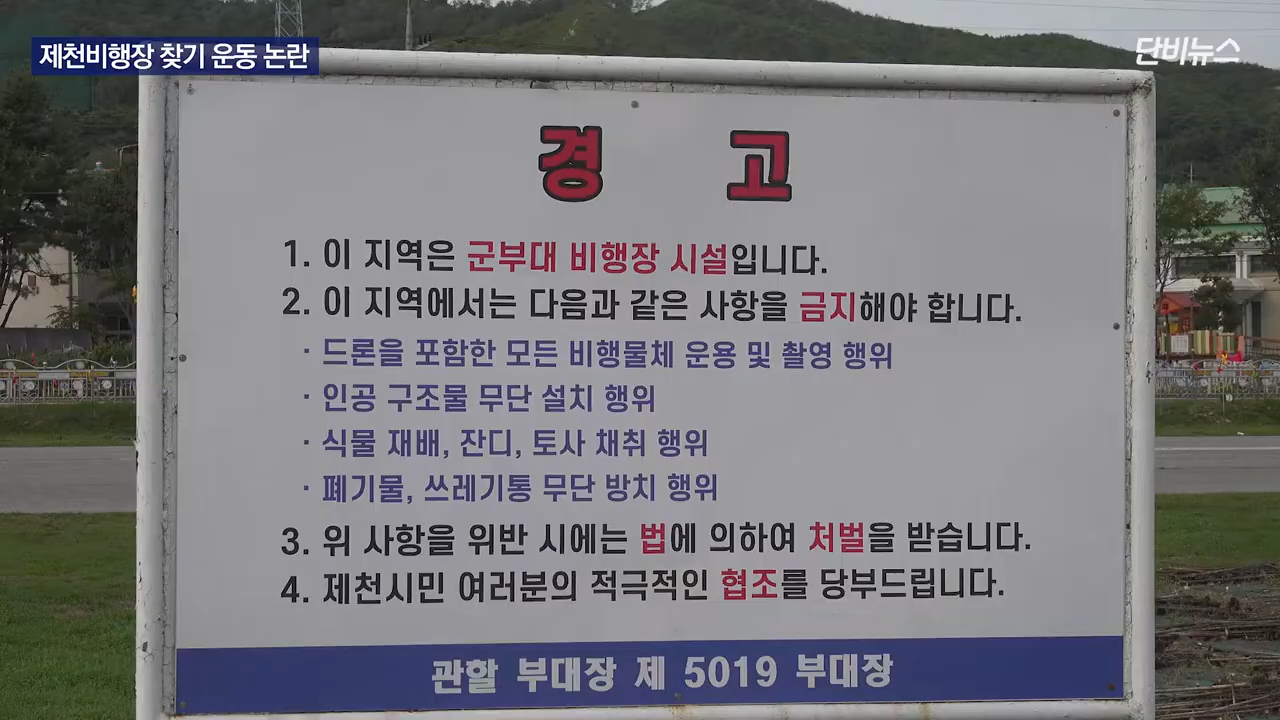 제천비행장 찾기 운동 논란
단비뉴스
경 고
1. 이 지역은 군부대 비행장 시설입니다.
2. 이 지역에서는 다음과 같은 사항을 금지해야 합니다.
· 드론을 포함한 모든 비행물체 운용 및 촬영 행위
· 인공 구조물 무단 설치 행위
· 식물 재배, 잔디, 토사 채취 행위
· 폐기물, 쓰레기통 무단 방치 행위
3. 위 사항을 위반 시에는 법에 의하여 처벌을 받습니다.
4. 제천시민 여러분의 적극적인 협조를 당부드립니다.
관할 부대장 제 5019 부대장